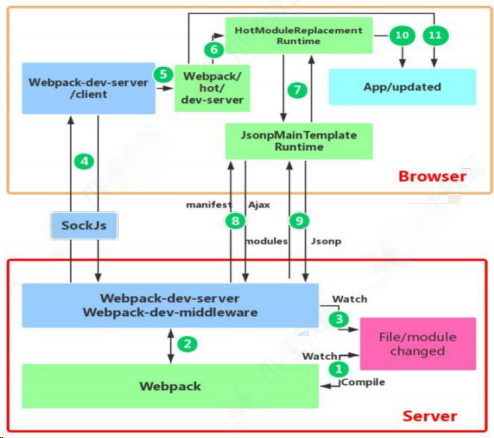 HotModuleReplacement
Runtime
10
11
6
5
Webpack-dev-server
/client
Webpack/
hot/
dev-server
App/updated
7
JsonpMainTemplate
Runtime
4
Browser
manifest
Ajax
8
9
SockJs
modules
Jsonp
Webpack-dev-server
Webpack-dev-middleware
Watch
3
File/module
changed
2
Watch
1
Compile
Webpack
Server